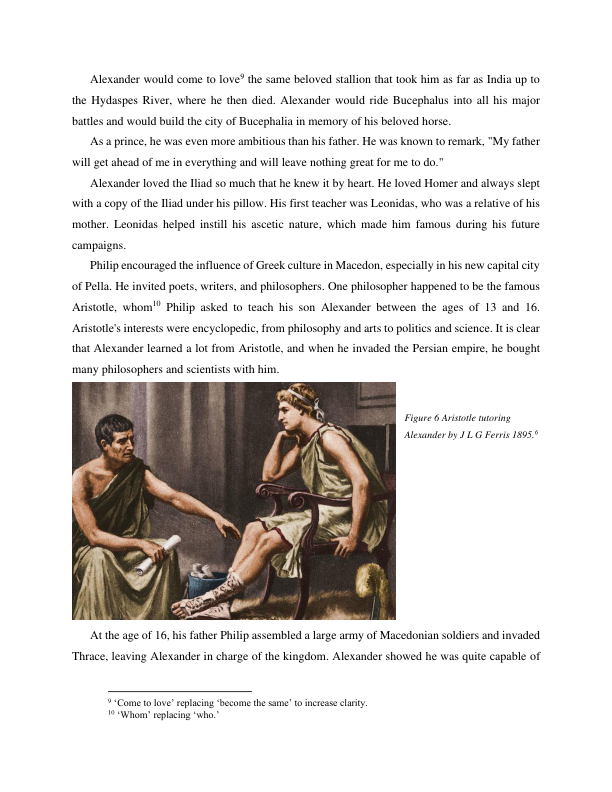 Alexander would come to love⁹ the same beloved stallion that took him as far as India up to
the Hydaspes River, where he then died. Alexander would ride Bucephalus into all his major
battles and would build the city of Bucephalia in memory of his beloved horse.
As a prince, he was even more ambitious than his father. He was known to remark, "My father
will get ahead of me in everything and will leave nothing great for me to do."
Alexander loved the Iliad so much that he knew it by heart. He loved Homer and always slept
with a copy of the Iliad under his pillow. His first teacher was Leonidas, who was a relative of his
mother. Leonidas helped instill his ascetic nature, which made him famous during his future
campaigns.
Philip encouraged the influence of Greek culture in Macedon, especially in his new capital city
of Pella. He invited poets, writers, and philosophers. One philosopher happened to be the famous
Aristotle, whom¹⁰ Philip asked to teach his son Alexander between the ages of 13 and 16.
Aristotle's interests were encyclopedic, from philosophy and arts to politics and science. It is clear
that Alexander learned a lot from Aristotle, and when he invaded the Persian empire, he bought
many philosophers and scientists with him.
Figure 6 Aristotle tutoring
Alexander by J L G Ferris 1895.⁶
At the age of 16, his father Philip assembled a large army of Macedonian soldiers and invaded
Thrace, leaving Alexander in charge of the kingdom. Alexander showed he was quite capable of
⁹ ‘Come to love’ replacing ‘become the same’ to increase clarity.
¹⁰ ‘Whom’ replacing ‘who.’